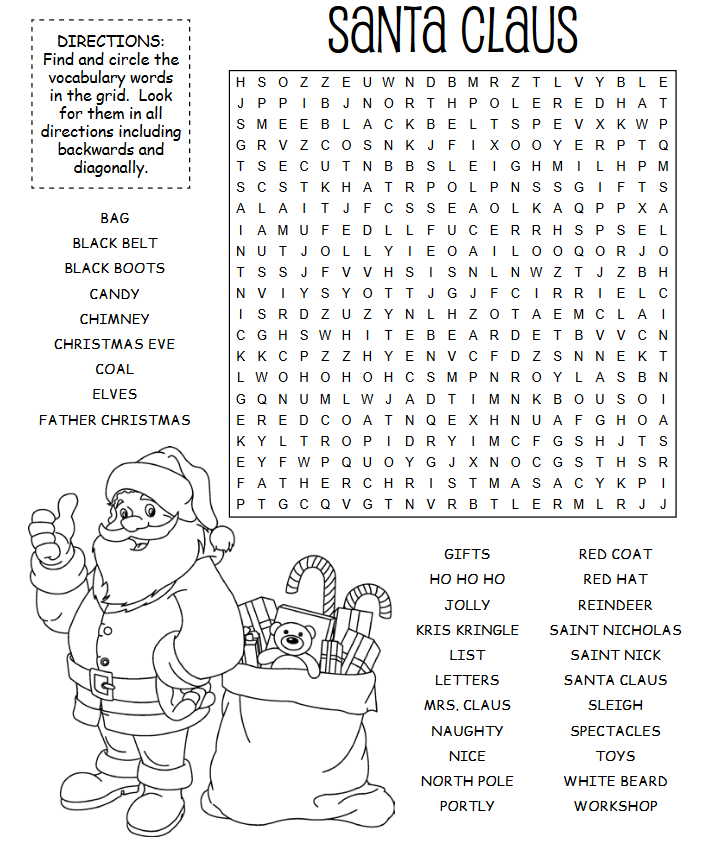 SANTA CLAUS
DIRECTIONS:
Find and circle the
vocabulary words
in the grid. Look
for them in all
directions including
backwards and
diagonally.
H S O Z Z E U W N D B M R Z T L V Y B L E
J P P I B J N O R T H P O L E R E D H A T
S M E E B L A C K B E L T S P E V X K W P
G R V Z C O S N K J F I X O O Y E R P T Q
T S E C U T N B B S L E I G H M I L H P M
S C S T K H A T R P O L P N S S G I F T S
A L A I T J F C S S E A O L K A Q P P X A
I A M U F E D L L F U C E R R H S P S E L
N U T J O L L Y I E O A I L O O Q O R J O
T S S J F V V H S I S N L N W Z T J Z B H
N V I Y S Y O T T J G J F C I R R I E L C
I S R D Z U Z Y N L H Z O T A E M C L A I
C G H S W H I T E B E A R D E T B V V C N
K K C P Z Z H Y E N V C F D Z S N N E K T
L W O H O H O H C S M P N R O Y L A S B N
G Q N U M L W J A D T I M N K B O U S O I
E R E D C O A T N Q E X H N U A F G H O A
K Y L T R O P I D R Y I M C F G S H J T S
E Y F W P Q U O Y G J X N O C G S T H S R
F A T H E R C H R I S T M A S A C Y K P I
P T G C Q V G T N V R B T L E R M L R J J
BAG
BLACK BELT
BLACK BOOTS
CANDY
CHIMNEY
CHRISTMAS EVE
COAL
ELVES
FATHER CHRISTMAS
GIFTS
HO HO HO
JOLLY
KRIS KRINGLE
LIST
LETTERS
MRS. CLAUS
NAUGHTY
NICE
NORTH POLE
PORTLY
RED COAT
RED HAT
REINDEER
SAINT NICHOLAS
SAINT NICK
SANTA CLAUS
SLEIGH
SPECTACLES
TOYS
WHITE BEARD
WORKSHOP